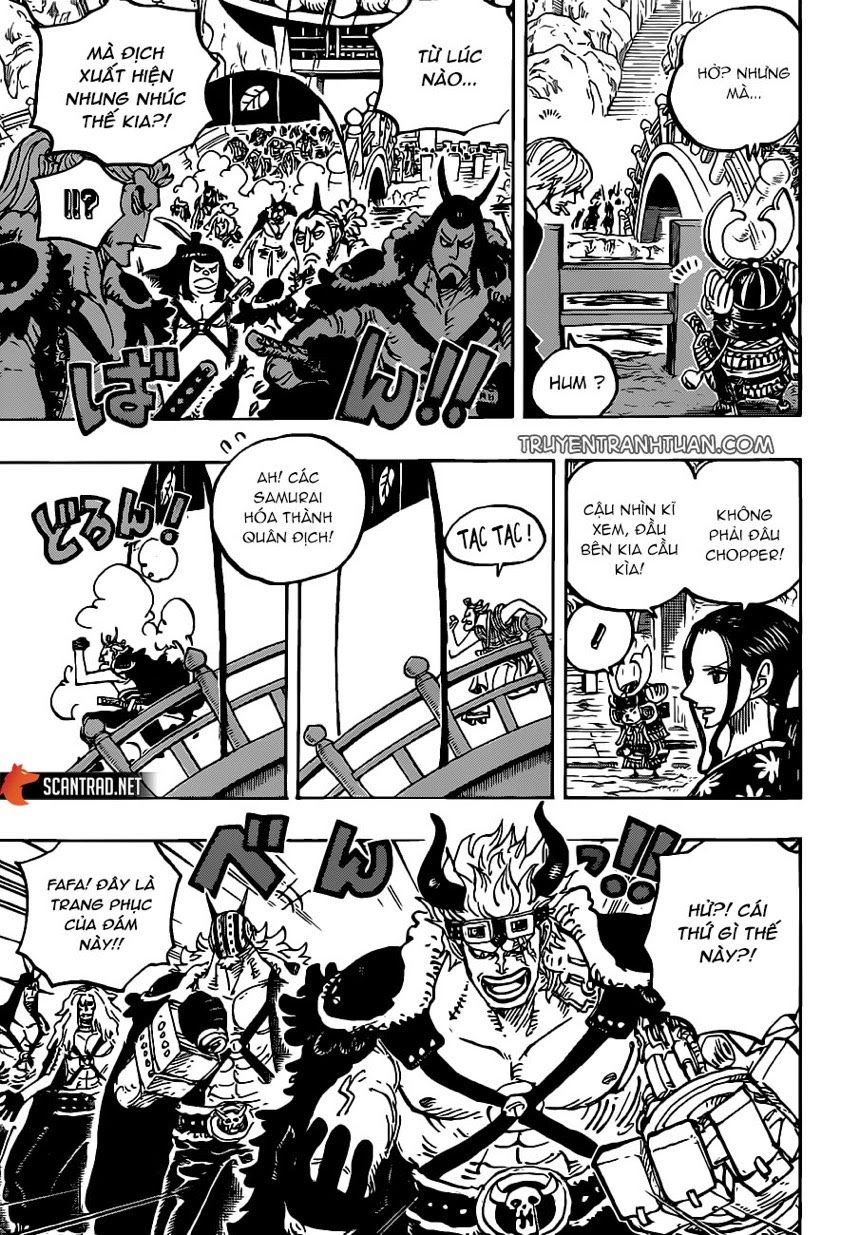 HỞ? NHƯNG
MÀ...
HUM ?
TỪ LÚC
NÀO...
MÀ ĐỊCH
XUẤT HIỆN
NHUNG NHÚC
THẾ KIA?!
!!?
ばん!!
TRUYENTRANHTUAN.COM
KHÔNG
PHẢI ĐÂU
CHOPPER!
CẬU NHÌN KĨ
XEM, ĐẦU
BÊN KIA CẦU
KÌA!
!
TẠC TẠC!
AH! CÁC
SAMURAI
HÓA THÀNH
QUÂN ĐỊCH!
どろん!
SCANTRAD.NET
HỬ?! CÁI
THỨ GÌ THẾ
NÀY?!
べんっ!!
FAFA! ĐÂY LÀ
TRANG PHỤC
CỦA ĐÁM
NÀY!!